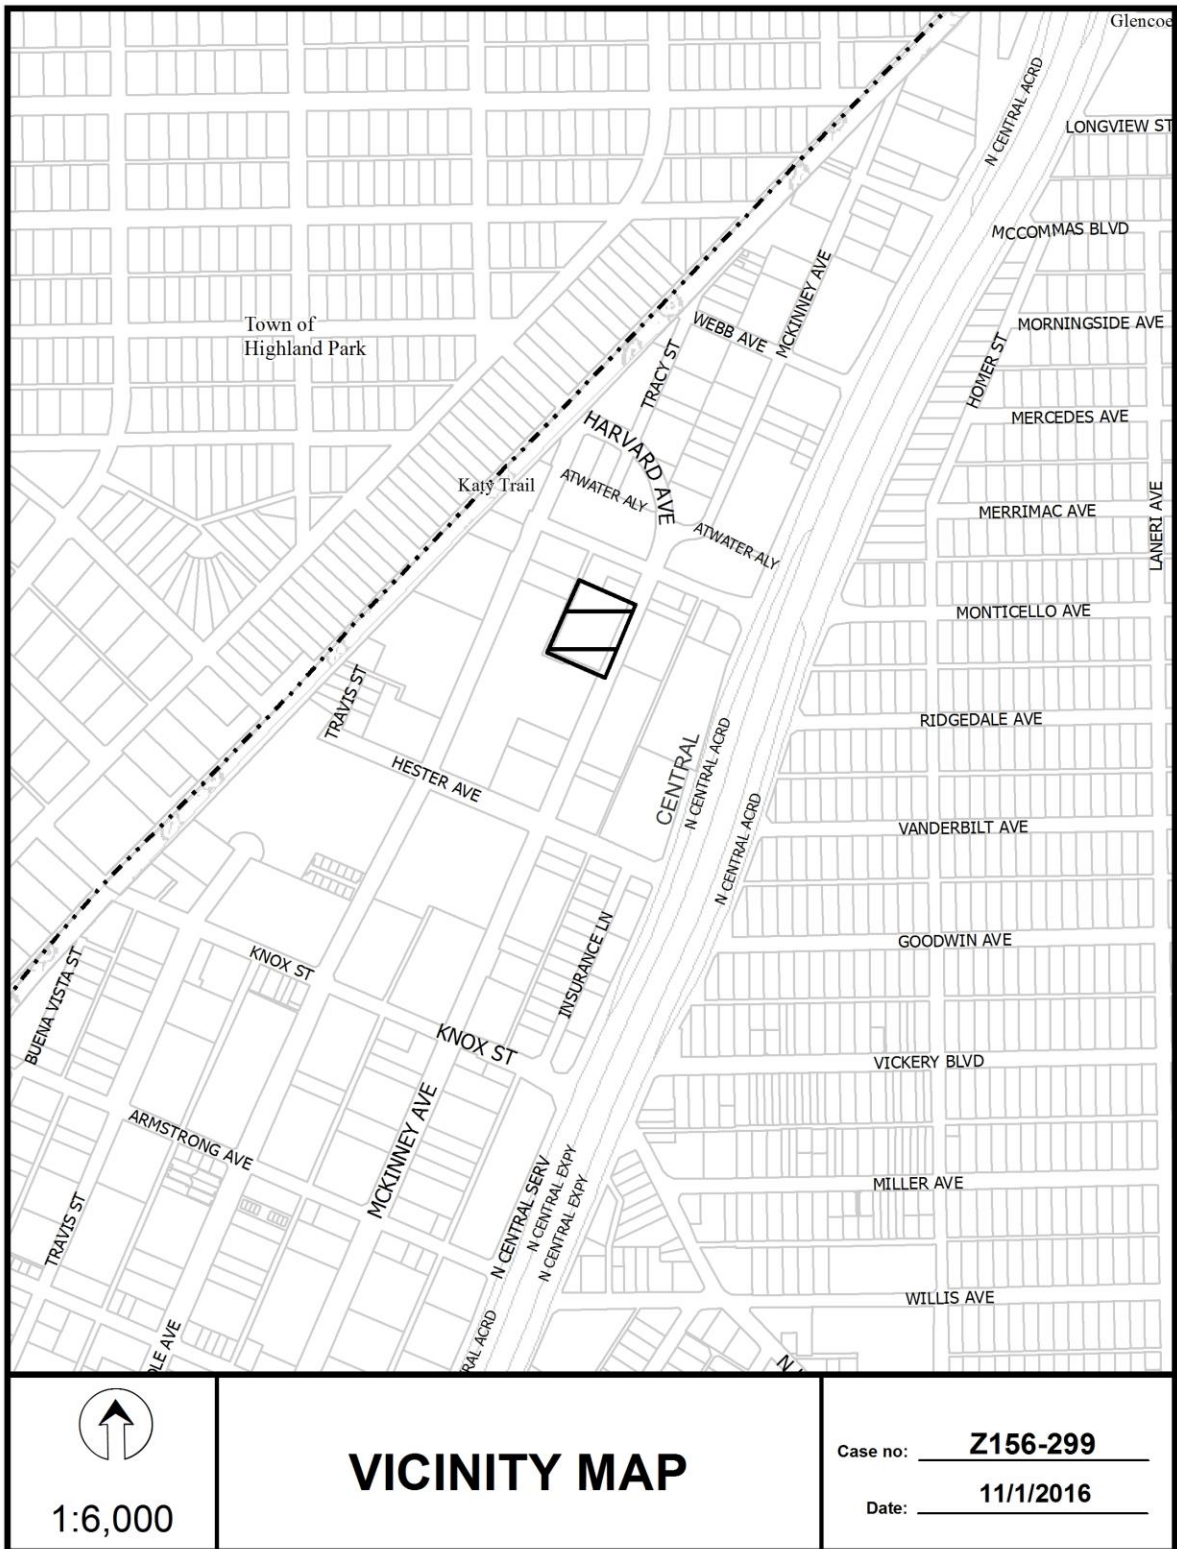 Glencoe
N CENTRAL ACRD
LONGVIEW ST
MCCOMMAS BLVD
MCKINNEY AVE
Town of
Highland Park
WEBB AVE
MORNINGSIDE AVE
TRACY ST
HOMER ST
HARVARD AVE
MERCEDES AVE
Katy Trail
ATWATER ALY
MERRIMAC AVE
LANERI AVE
ATWATER ALY
MONTICELLO AVE
TRAVIS ST
RIDGEDALE AVE
HESTER AVE
CENTRAL
N CENTRAL ACRD
N CENTRAL ACRD
VANDERBILT AVE
GOODWIN AVE
KNOX ST
INSURANCE LN
BUENA VISTA ST
KNOX ST
VICKERY BLVD
ARMSTRONG AVE
MCKINNEY AVE
MILLER AVE
TRAVIS ST
N CENTRAL SERV
N CENTRAL EXPY
N CENTRAL EXPY
WILLIS AVE
OLE AVE
RAL ACRD
N
1:6,000
VICINITY MAP
Case no: Z156-299
Date: 11/1/2016